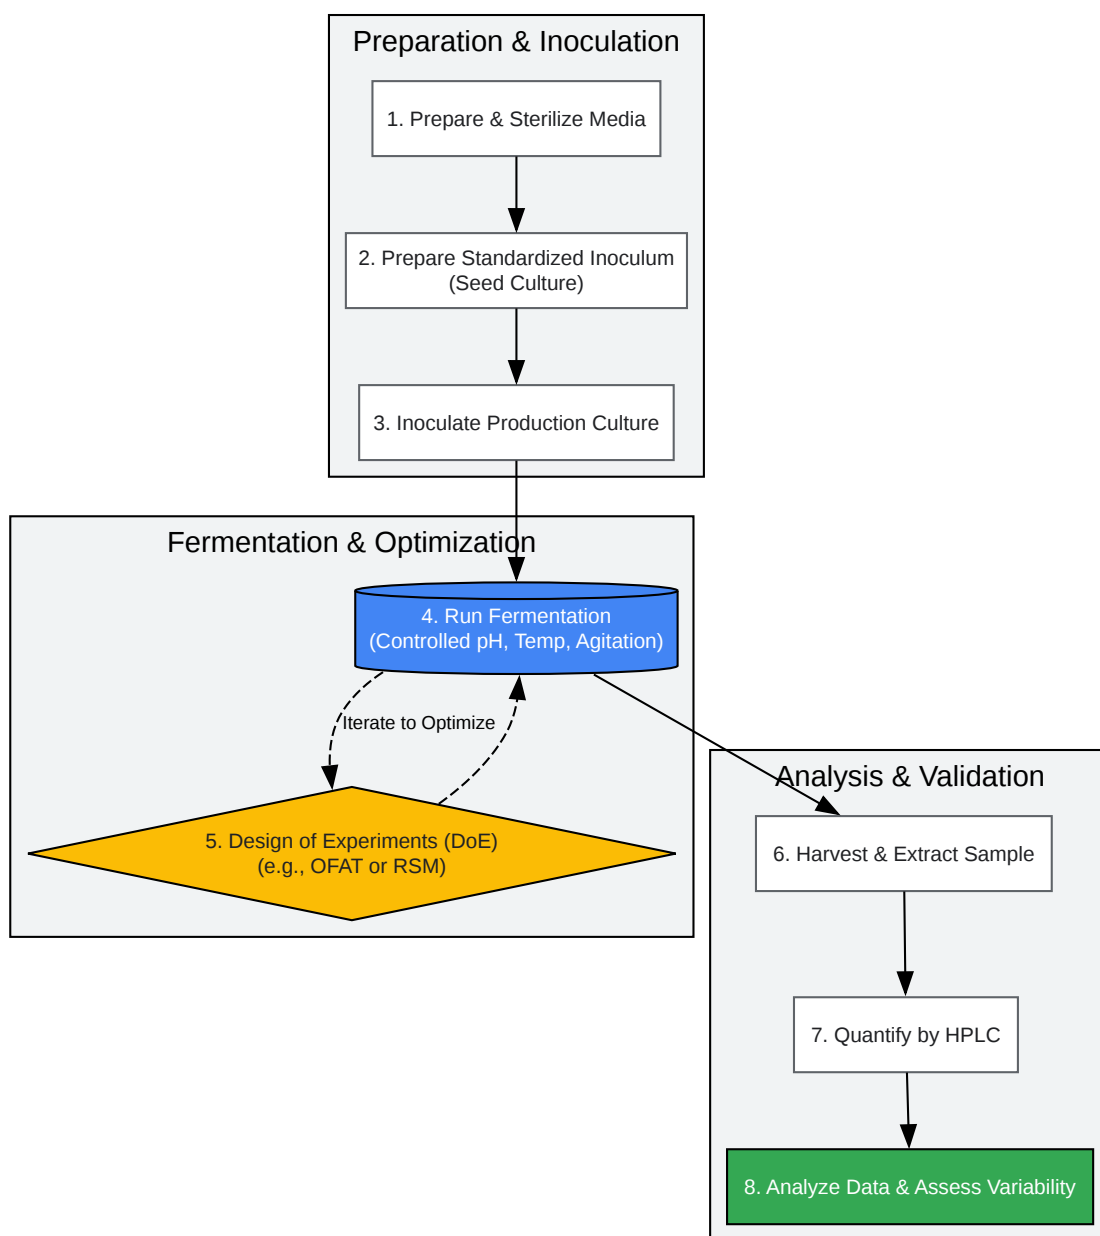 Preparation & Inoculation
1. Prepare & Sterilize Media
2. Prepare Standardized Inoculum
(Seed Culture)
3. Inoculate Production Culture
Fermentation & Optimization
4. Run Fermentation
(Controlled pH, Temp, Agitation)
Iterate to Optimize
5. Design of Experiments (DoE)
(e.g., OFAT or RSM)
Analysis & Validation
6. Harvest & Extract Sample
7. Quantify by HPLC
8. Analyze Data & Assess Variability